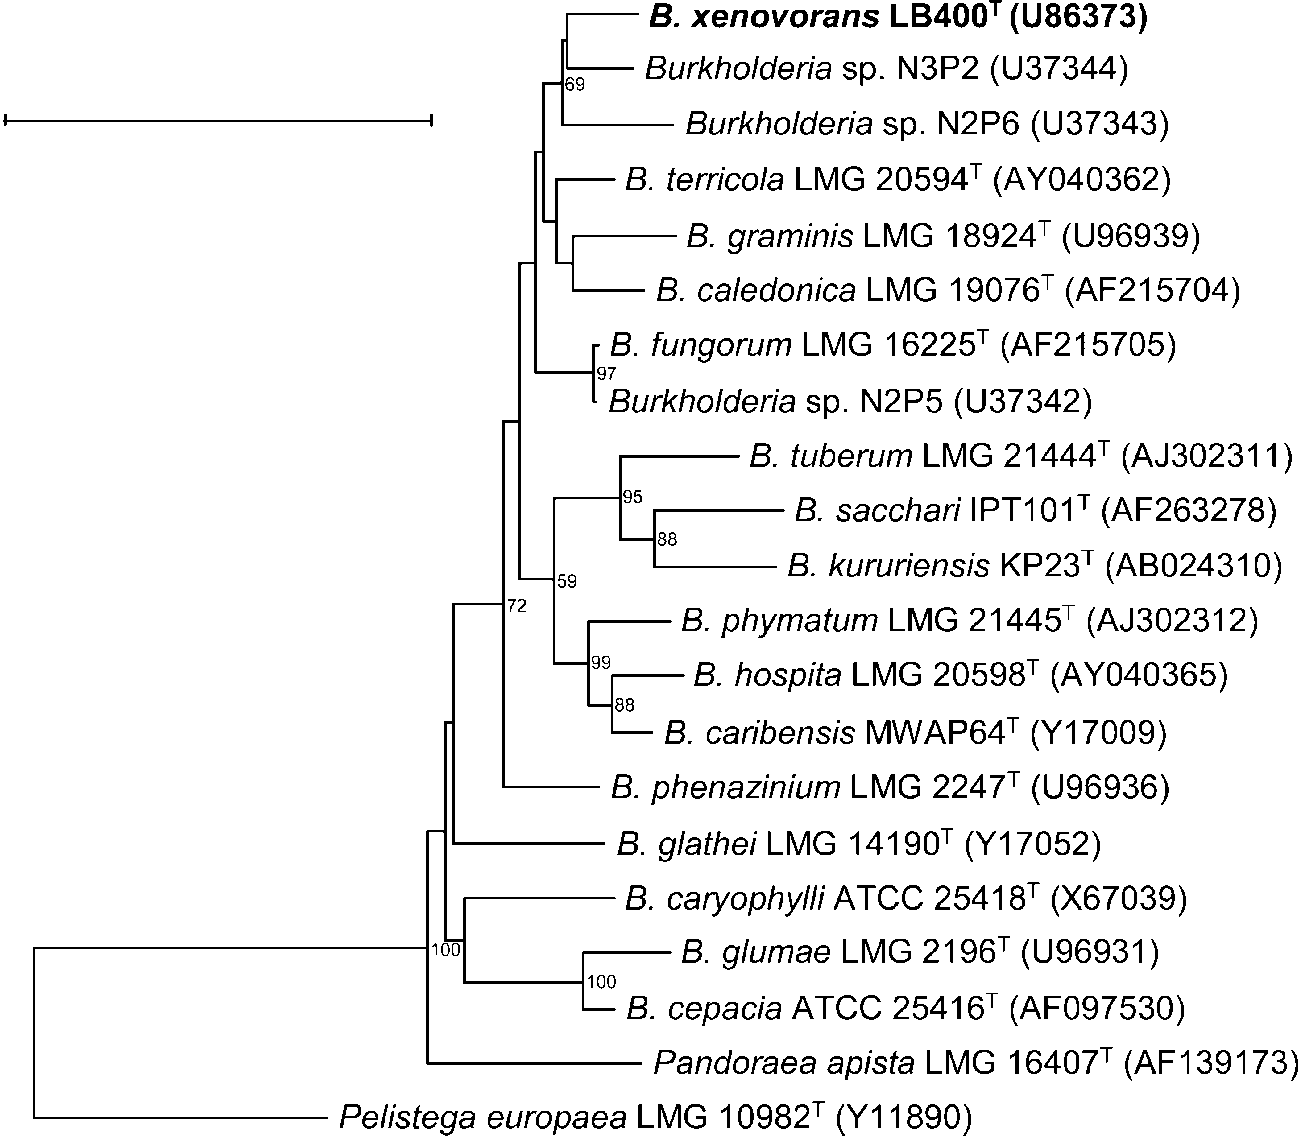 B. xenovorans LB400ᵀ (U86373)
Burkholderia sp. N3P2 (U37344)
69
Burkholderia sp. N2P6 (U37343)
B. terricola LMG 20594ᵀ (AY040362)
B. graminis LMG 18924ᵀ (U96939)
B. caledonica LMG 19076ᵀ (AF215704)
B. fungorum LMG 16225ᵀ (AF215705)
97
Burkholderia sp. N2P5 (U37342)
B. tuberum LMG 21444ᵀ (AJ302311)
95
B. sacchari IPT101ᵀ (AF263278)
88
B. kururiensis KP23ᵀ (AB024310)
59
72
B. phymatum LMG 21445ᵀ (AJ302312)
99
B. hospita LMG 20598ᵀ (AY040365)
88
B. caribensis MWAP64ᵀ (Y17009)
B. phenazinium LMG 2247ᵀ (U96936)
B. glathei LMG 14190ᵀ (Y17052)
B. caryophylli ATCC 25418ᵀ (X67039)
100
B. glumae LMG 2196ᵀ (U96931)
100
B. cepacia ATCC 25416ᵀ (AF097530)
Pandoraea apista LMG 16407ᵀ (AF139173)
Pelistega europaea LMG 10982ᵀ (Y11890)